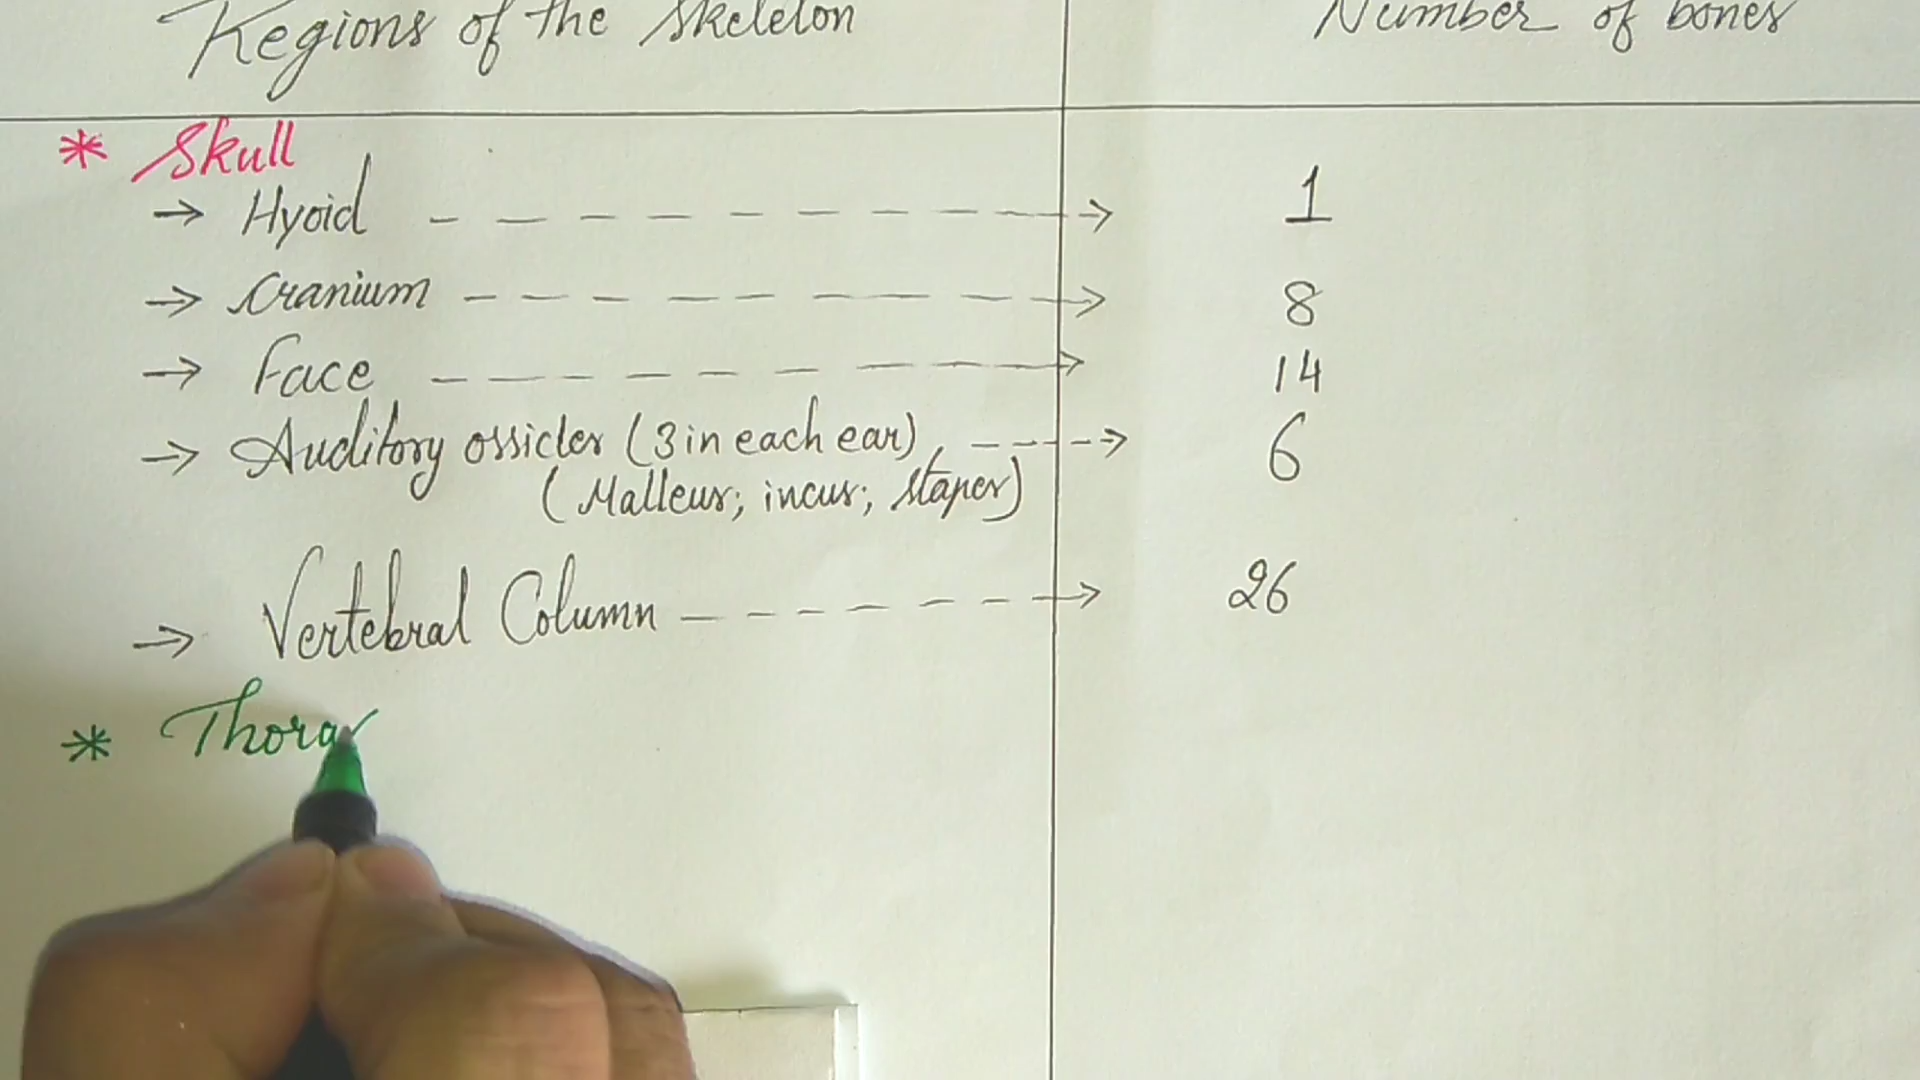 Regions of the skeleton Number of bones
* Skull
→ Hyoid - - - - - - - - → 1
→ Cranium - - - - - - - → 8
→ Face - - - - - - - → 14
→ Auditory ossicles (3 in each ear) - - - → 6
(Malleus; incus; stapes)
→ Vertebral Column - - - - - - → 26
* Thorax